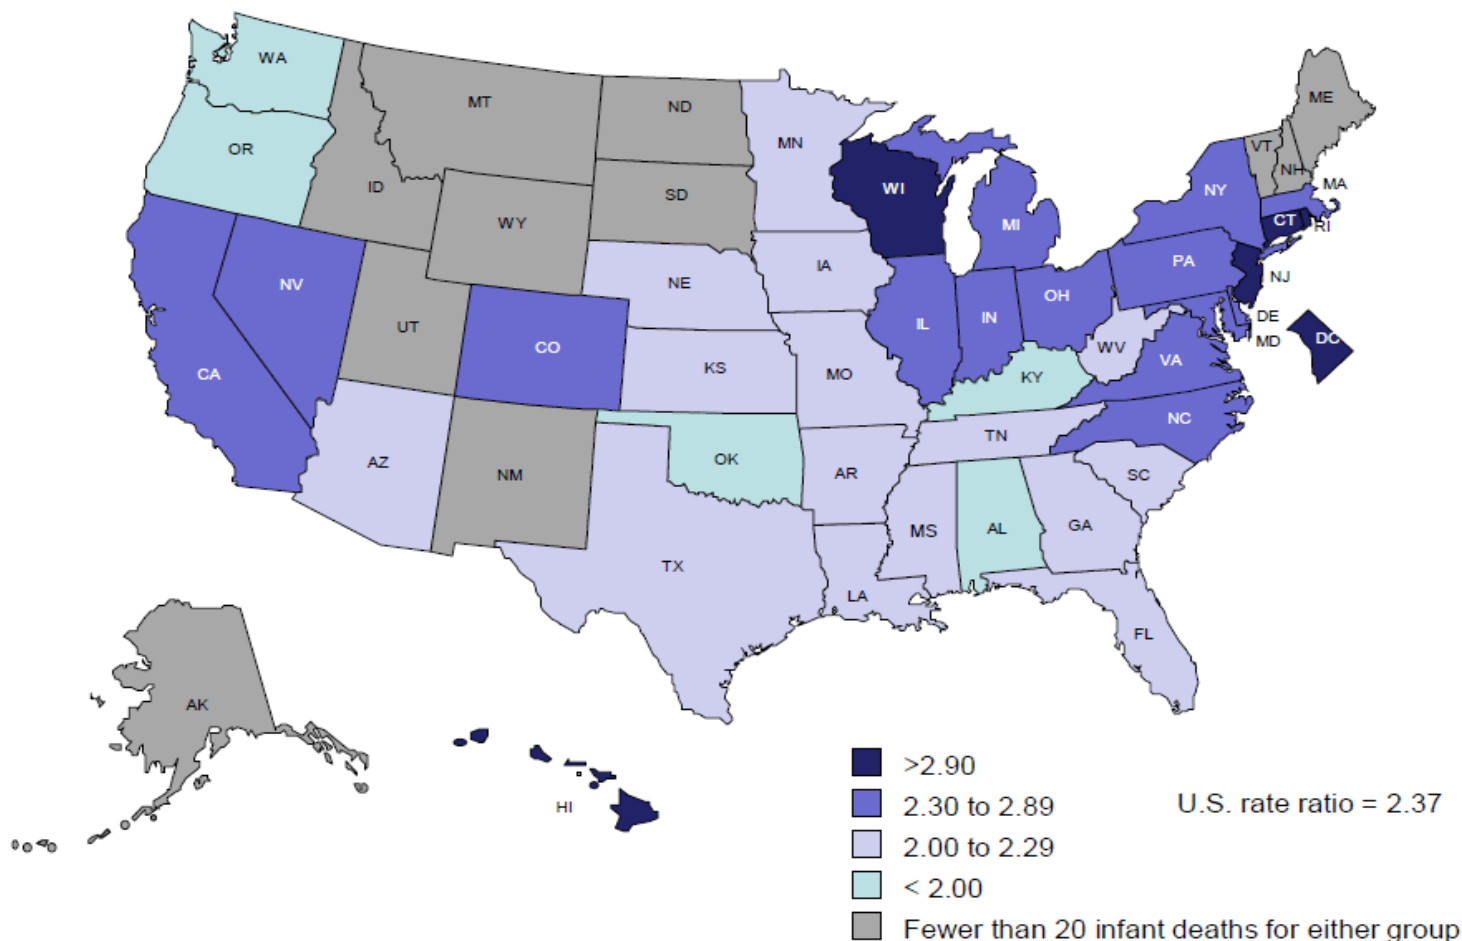 WA
MT
ND
ME
OR
MN
VT
ID
SD
WI
NH
MA
NY
WY
MI
CT
RI
IA
PA
NV
NE
NJ
OH
UT
IL
IN
DE
CO
MD
DC
CA
KS
MO
WV
VA
KY
NC
TN
AZ
OK
AR
SC
NM
MS
AL
GA
TX
LA
FL
AK
HI
>2.90
2.30 to 2.89
U.S. rate ratio = 2.37
2.00 to 2.29
< 2.00
Fewer than 20 infant deaths for either group